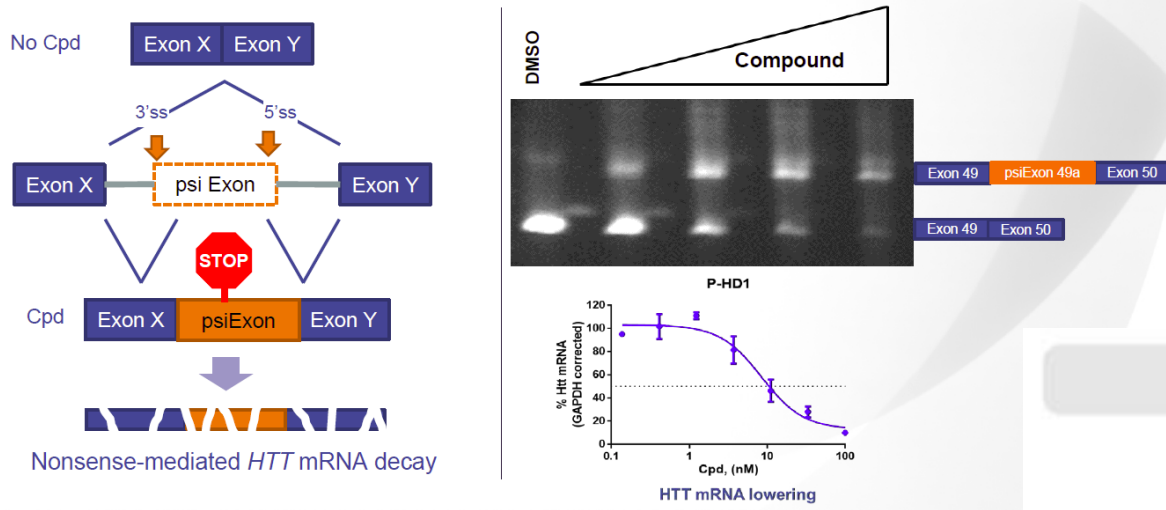 No Cpd
Exon X Exon Y
3'ss 5'ss
Exon X psi Exon Exon Y
STOP
Cpd Exon X psiExon Exon Y
Nonsense-mediated HTT mRNA decay
DMSO
Compound
Exon 49 psiExon 49a Exon 50
Exon 49 Exon 50
P-HD1
% Htt mRNA
(GAPDH corrected)
120
100
80
60
40
20
0
0.1 1 10 100
Cpd, (nM)
HTT mRNA lowering